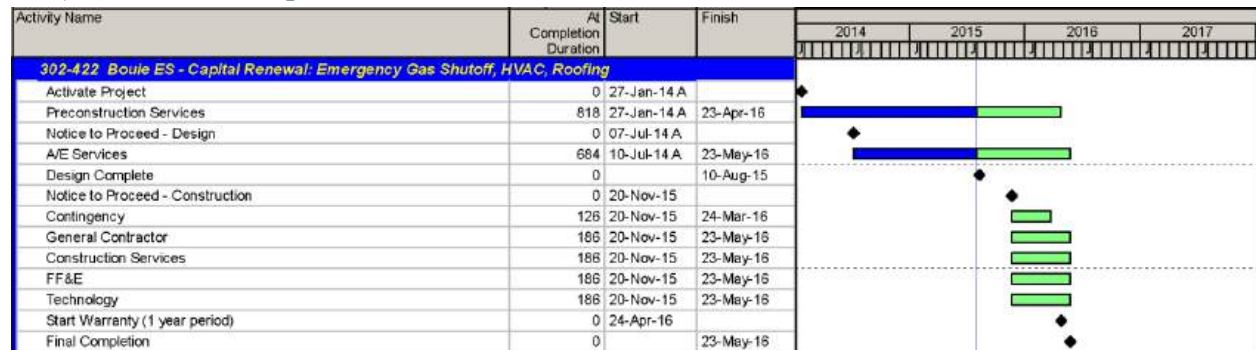 Activity Name At Completion Duration Start Finish
2014 2015 2016 2017
J J J J J J J
302-422 Bouie ES - Capital Renewal: Emergency Gas Shutoff, HVAC, Roofing
Activate Project 0 27-Jan-14 A
Preconstruction Services 818 27-Jan-14 A 23-Apr-16
Notice to Proceed - Design 0 07-Jul-14 A
A/E Services 684 10-Jul-14 A 23-May-16
Design Complete 0 10-Aug-15
Notice to Proceed - Construction 0 20-Nov-15
Contingency 126 20-Nov-15 24-Mar-16
General Contractor 186 20-Nov-15 23-May-16
Construction Services 186 20-Nov-15 23-May-16
FF&E 186 20-Nov-15 23-May-16
Technology 186 20-Nov-15 23-May-16
Start Warranty (1 year period) 0 24-Apr-16
Final Completion 0 23-May-16